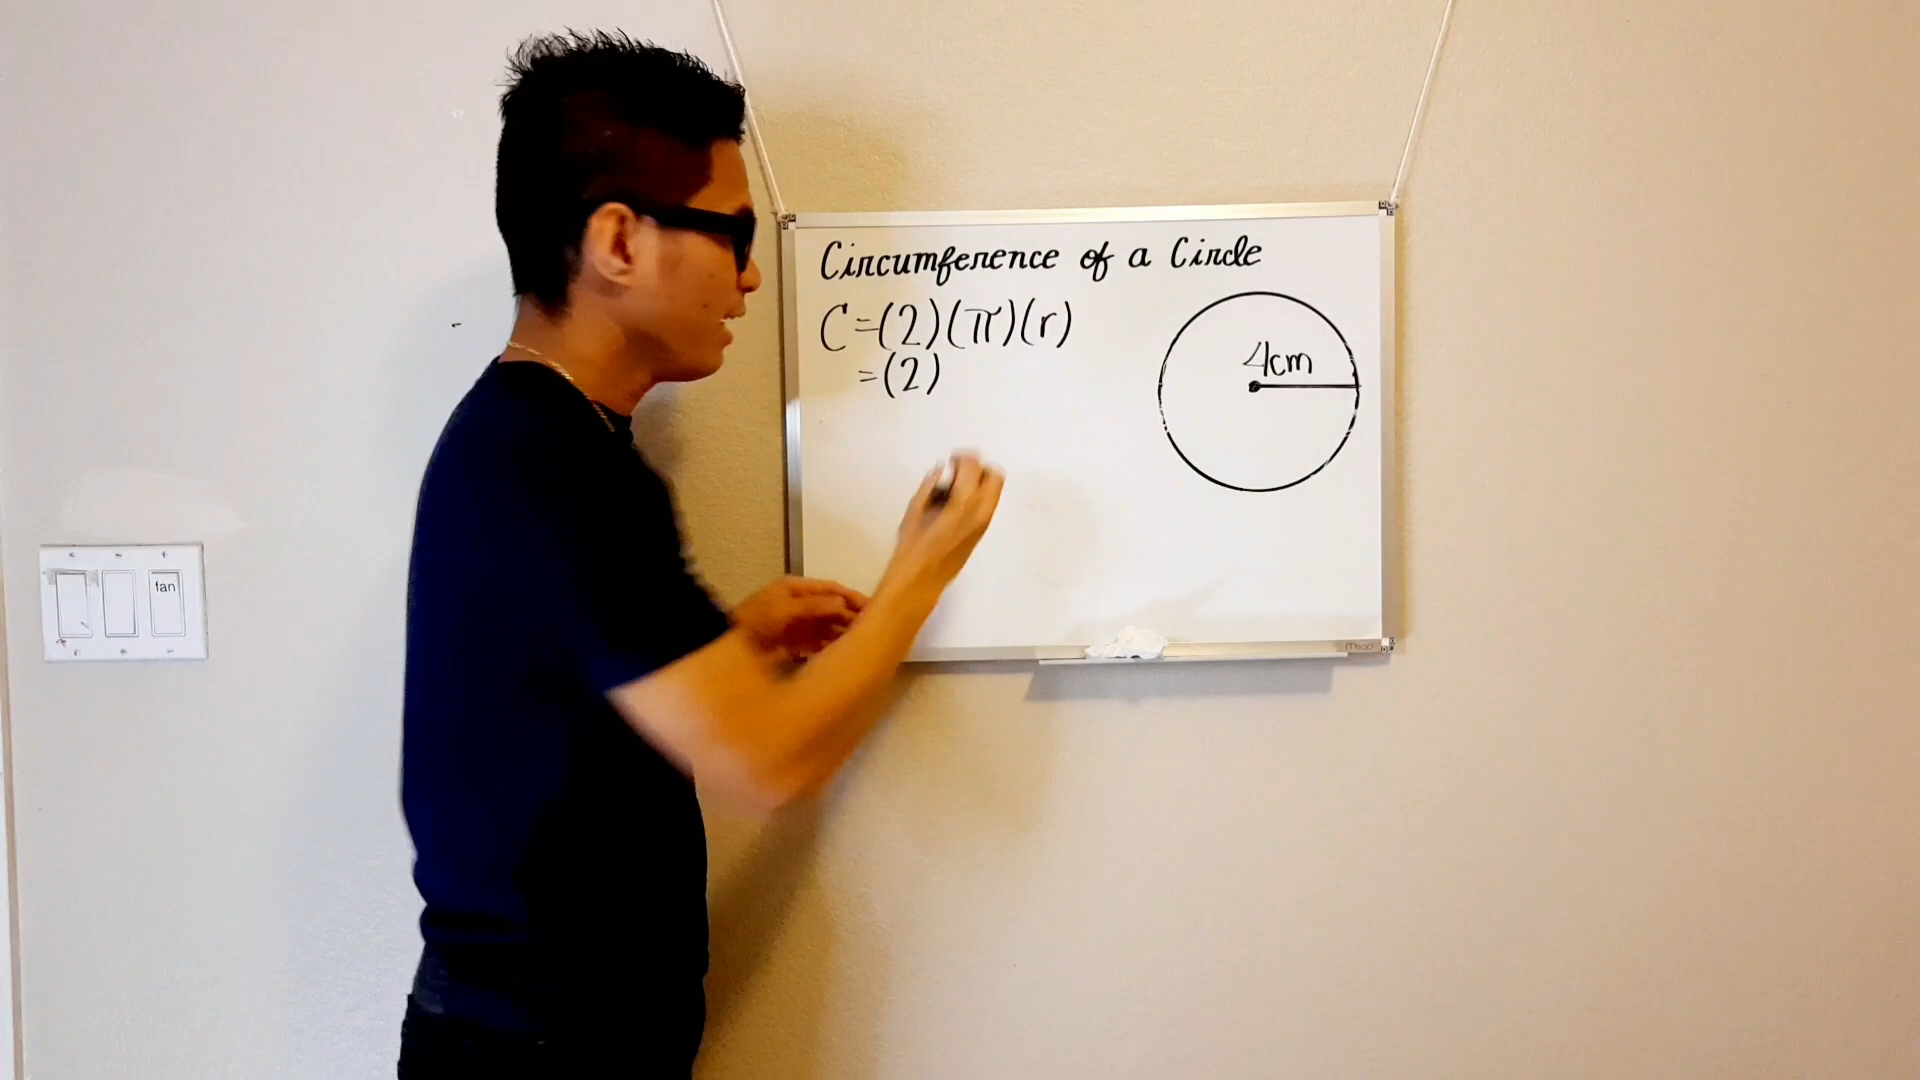 fan
Circumference of a Circle
C=(2)(π)(r)
=(2)
4cm